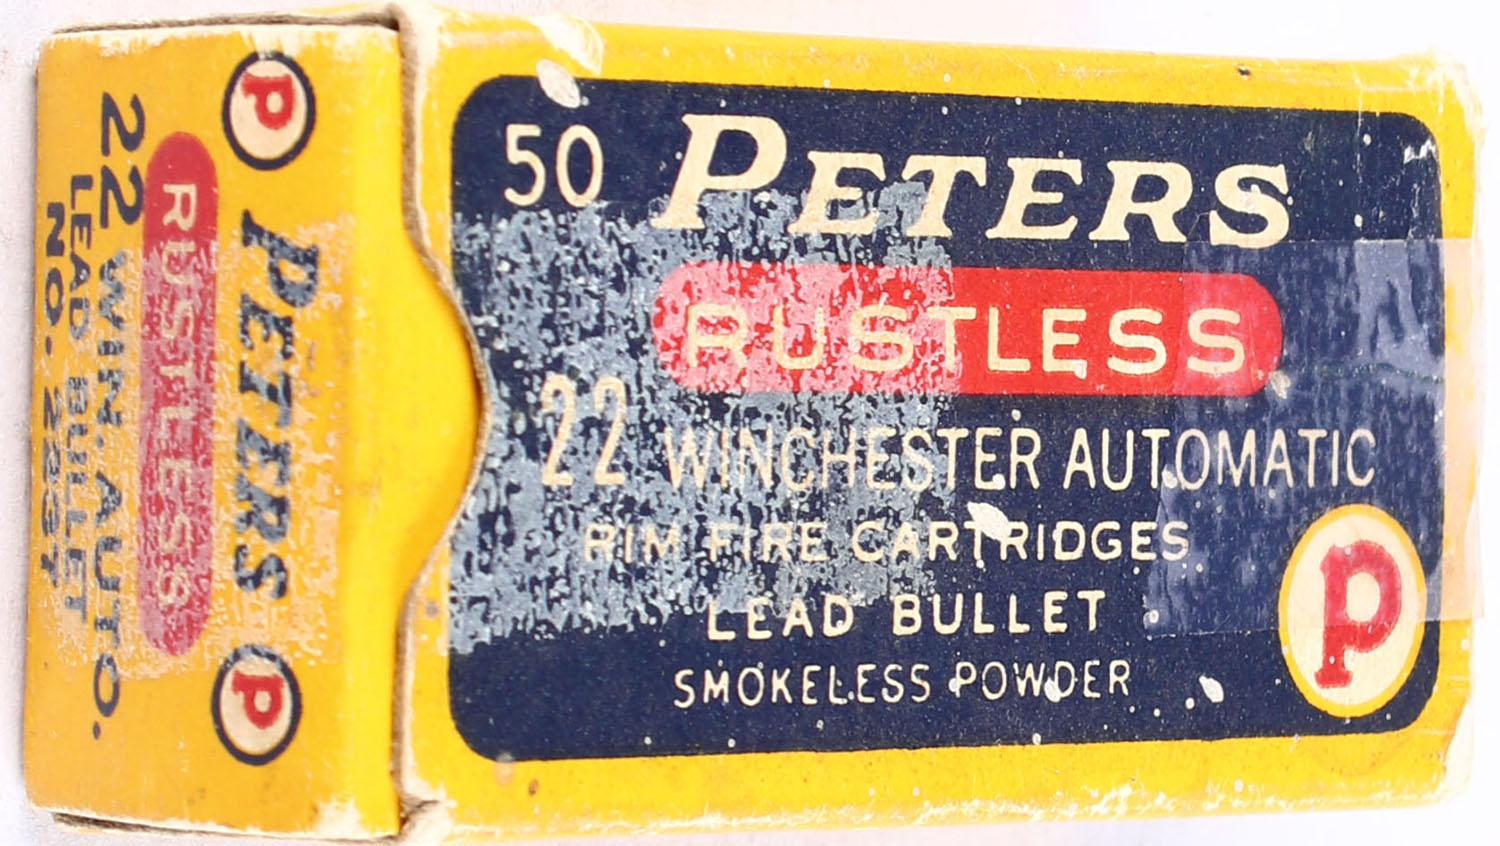 50 PETERS
RUSTLESS
22 WINCHESTER AUTOMATIC
RIM FIRE CARTRIDGES
LEAD BULLET
SMOKELESS POWDER
P
P PETERS P
RUSTLESS
22 WIN. AUTO.
LEAD BULLET
NO. 2237